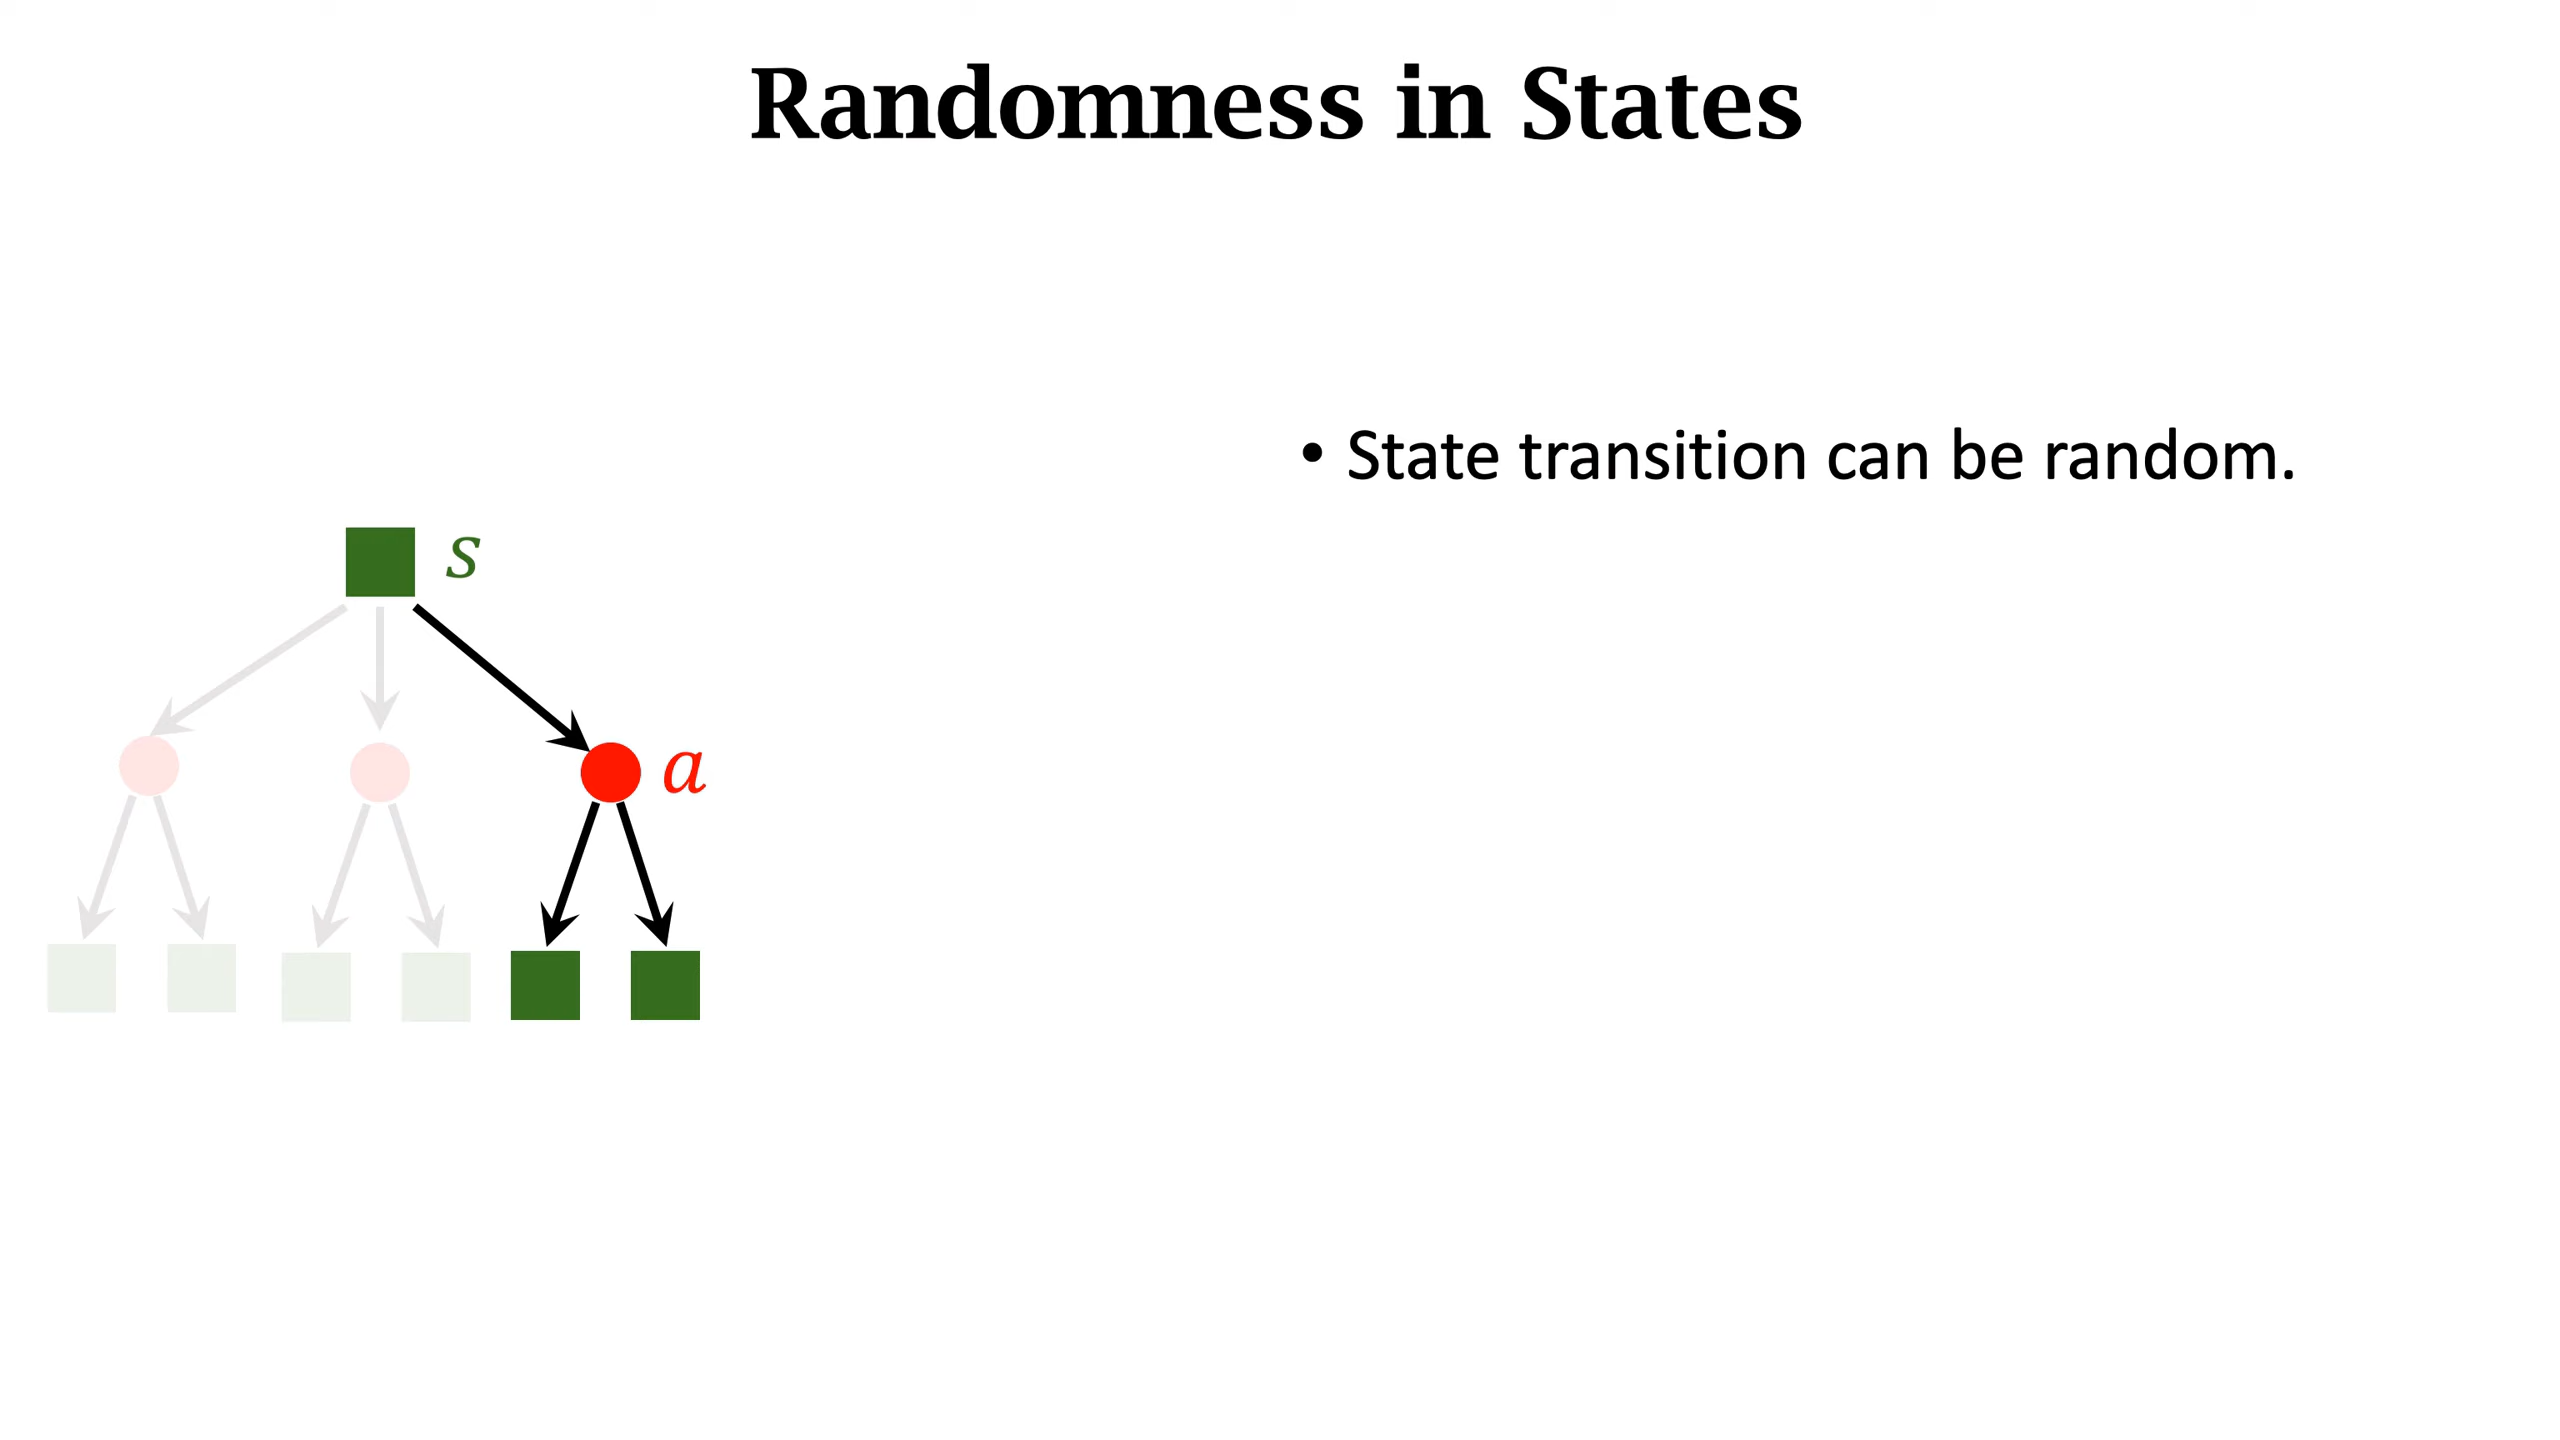 Randomness in States
• State transition can be random.
s
a